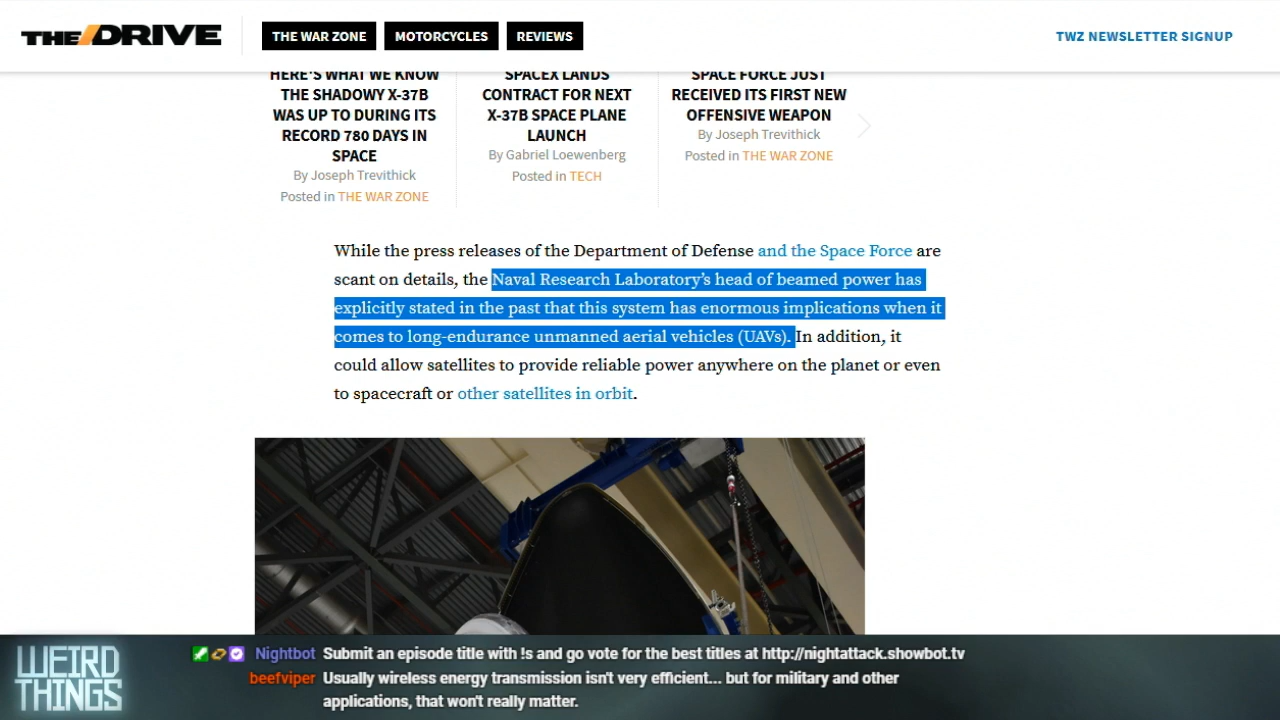 THE/DRIVE
THE WAR ZONE
MOTORCYCLES
REVIEWS
TWZ NEWSLETTER SIGNUP
HERE'S WHAT WE KNOW
THE SHADOWY X-37B
WAS UP TO DURING ITS
RECORD 780 DAYS IN
SPACE
By Joseph Trevithick
Posted in THE WAR ZONE
SPACEX LANDS
CONTRACT FOR NEXT
X-37B SPACE PLANE
LAUNCH
By Gabriel Loewenberg
Posted in TECH
SPACE FORCE JUST
RECEIVED ITS FIRST NEW
OFFENSIVE WEAPON
By Joseph Trevithick
Posted in THE WAR ZONE
While the press releases of the Department of Defense and the Space Force are
scant on details, the Naval Research Laboratory's head of beamed power has
explicitly stated in the past that this system has enormous implications when it
comes to long-endurance unmanned aerial vehicles (UAVs). In addition, it
could allow satellites to provide reliable power anywhere on the planet or even
to spacecraft or other satellites in orbit.
WEIRD
THINGS
Nightbot Submit an episode title with !s and go vote for the best titles at http://nightattack.showbot.tv
beefviper Usually wireless energy transmission isn't very efficient... but for military and other
applications, that won't really matter.